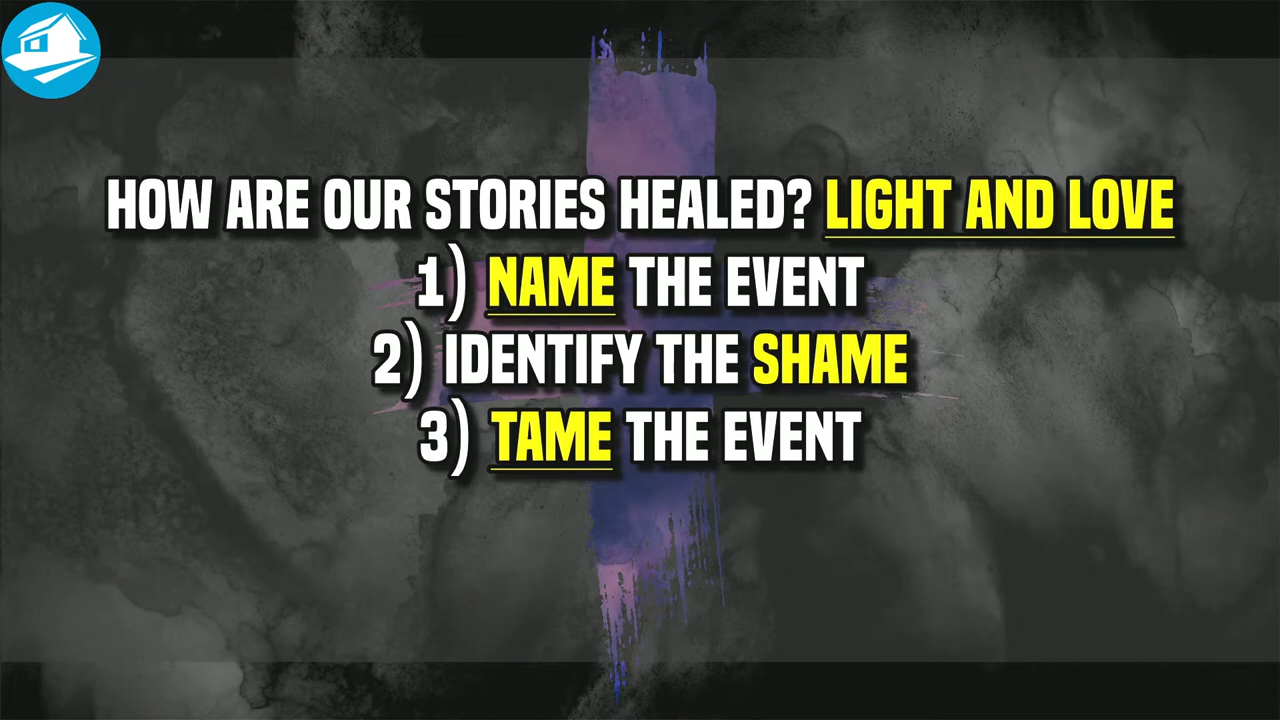 HOW ARE OUR STORIES HEALED? LIGHT AND LOVE
1) NAME THE EVENT
2) IDENTIFY THE SHAME
3) TAME THE EVENT